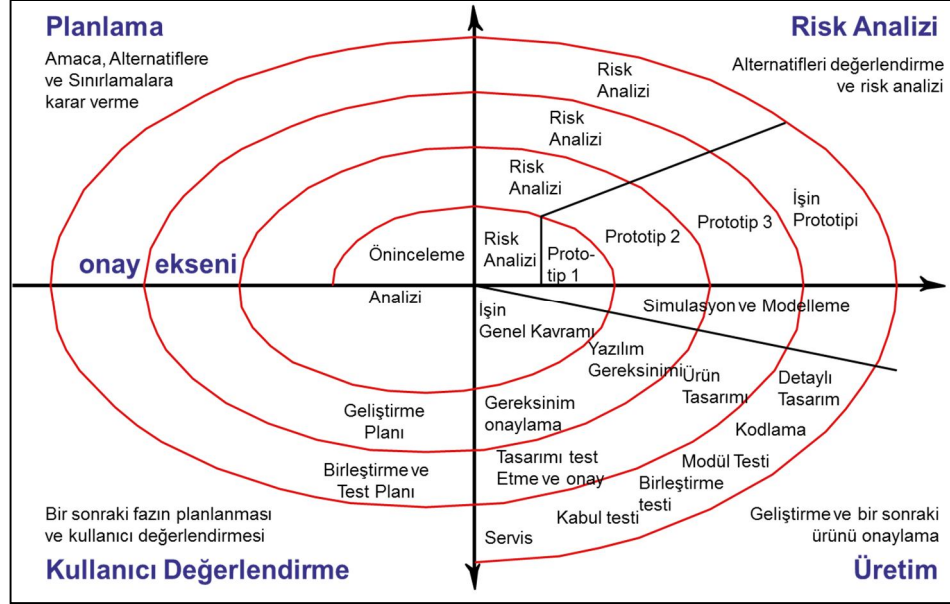 Planlama
Amaca, Alternatiflere
ve Sınırlamalara
karar verme
Risk Analizi
Alternatifleri değerlendirme
ve risk analizi
Risk
Analizi
Risk
Analizi
Risk
Analizi
İşin
Prototipi
Prototip 3
Prototip 2
Risk
Analizi
Proto-
tip 1
Öninceleme
onay ekseni
Analizi
İşin
Genel Kavramı
Simulasyon ve Modelleme
Yazılım
Gereksinimi
Ürün
Tasarımı
Detaylı
Tasarım
Geliştirme
Planı
Gereksinim
onaylama
Kodlama
Birleştirme ve
Test Planı
Tasarımı test
Etme ve onay
Modül Testi
Birleştirme
testi
Kabul testi
Servis
Bir sonraki fazın planlanması
ve kullanıcı değerlendirmesi
Kullanıcı Değerlendirme
Geliştirme ve bir sonraki
ürünü onaylama
Üretim